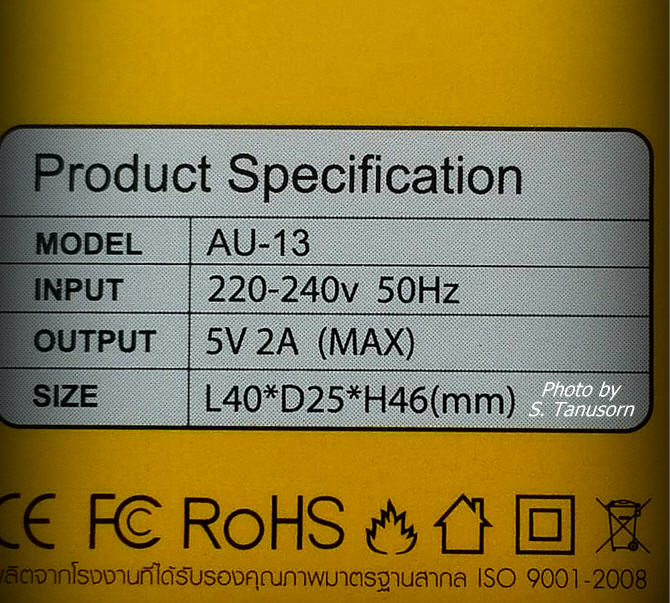 Product Specification
MODEL AU-13
INPUT 220-240v 50Hz
OUTPUT 5V 2A (MAX)
SIZE L40*D25*H46(mm)
Photo by
S. Tanusorn
CE FC RoHS
ผลิตจากโรงงานที่ได้รับรองคุณภาพมาตรฐานสากล ISO 9001-2008